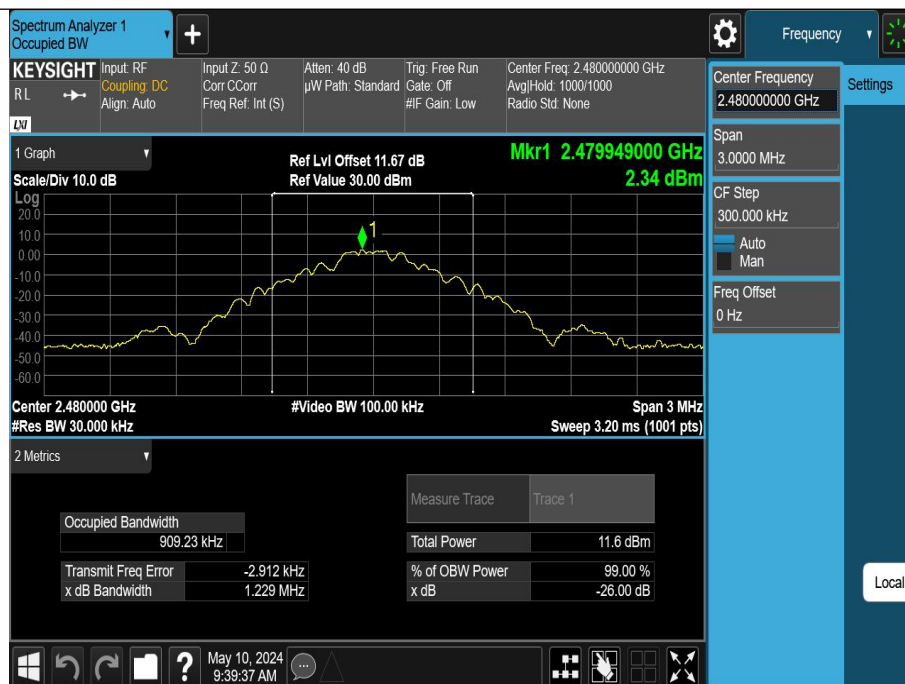 Spectrum Analyzer 1
Occupied BW
Frequency
KEYSIGHT
RL
LXI
Input: RF
Coupling: DC
Align: Auto
Input Z: 50 Ω
Corr CCorr
Freq Ref: Int (S)
Atten: 40 dB
µW Path: Standard
Trig: Free Run
Gate: Off
#IF Gain: Low
Center Freq: 2.480000000 GHz
Avg|Hold: 1000/1000
Radio Std: None
Center Frequency
2.480000000 GHz
Settings
Span
3.0000 MHz
CF Step
300.000 kHz
Auto
Man
Freq Offset
0 Hz
1 Graph
Scale/Div 10.0 dB
Ref Lvl Offset 11.67 dB
Ref Value 30.00 dBm
Mkr1 2.479949000 GHz
2.34 dBm
Log
20.0
10.0
0.00
-10.0
-20.0
-30.0
-40.0
-50.0
-60.0
1
Center 2.480000 GHz
#Res BW 30.000 kHz
#Video BW 100.00 kHz
Span 3 MHz
Sweep 3.20 ms (1001 pts)
2 Metrics
Measure Trace
Trace 1
Occupied Bandwidth
909.23 kHz
Total Power 11.6 dBm
Transmit Freq Error -2.912 kHz
% of OBW Power 99.00 %
x dB Bandwidth 1.229 MHz
x dB -26.00 dB
Local
?
May 10, 2024
9:39:37 AM